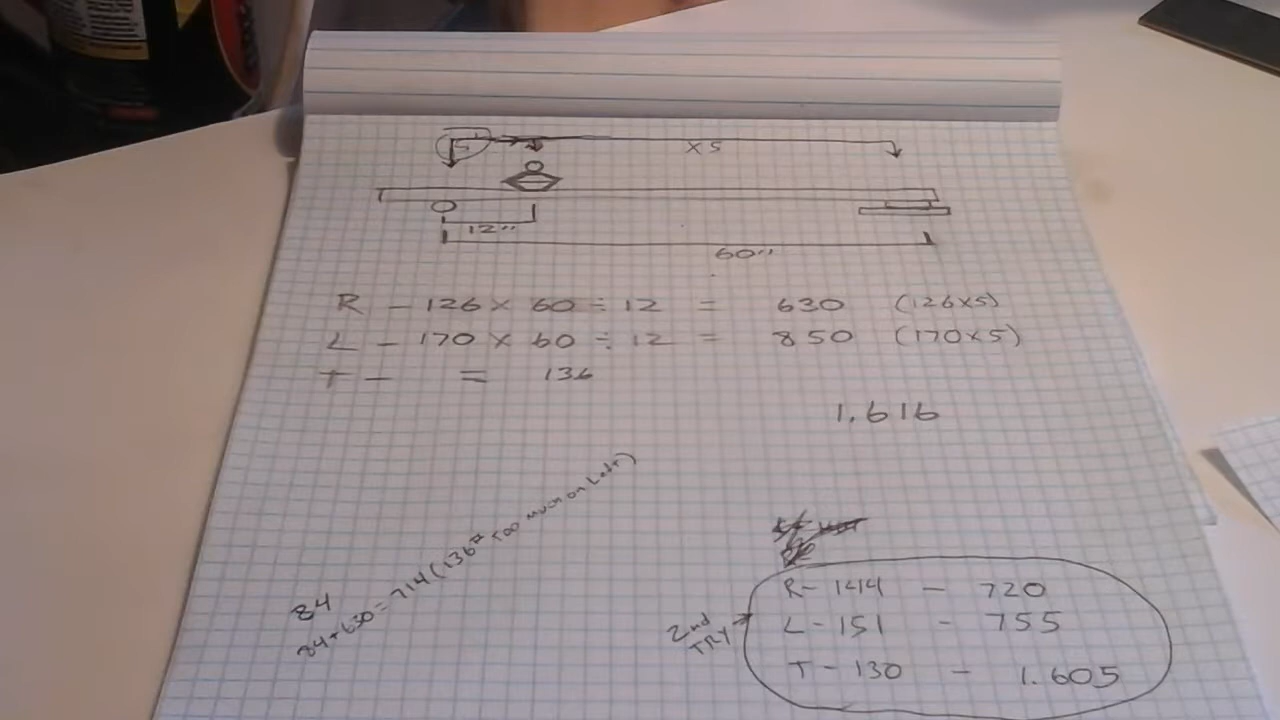 x 5
12"
60"
R - 126 x 60 ÷ 12 = 630 (126x5)
L - 170 x 60 ÷ 12 = 850 (170x5)
T - = 136
1.616
84
84+630=714 (136# too much on Left)
2nd TRY
R - 144 - 720
L - 151 - 755
T - 130 - 1.605